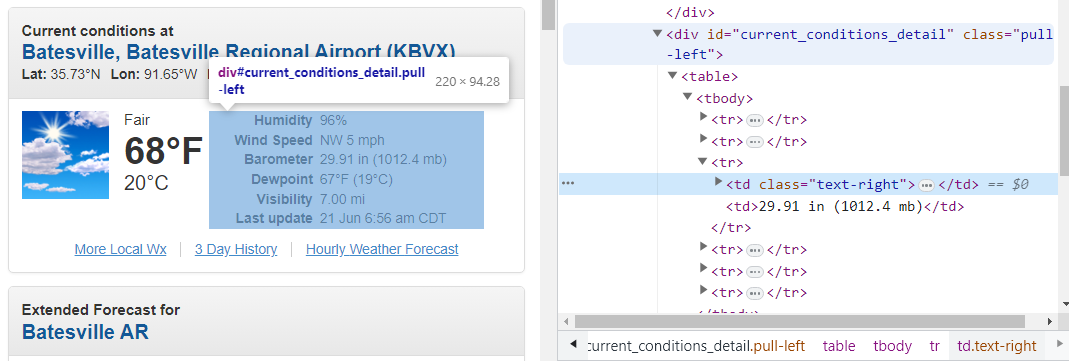 Current conditions at
Batesville, Batesville Regional Airport (KBVX)
Lat: 35.73°N Lon: 91.65°W
div#current_conditions_detail.pull
-left
220 × 94.28
Fair
68°F
20°C
Humidity 96%
Wind Speed NW 5 mph
Barometer 29.91 in (1012.4 mb)
Dewpoint 67°F (19°C)
Visibility 7.00 mi
Last update 21 Jun 6:56 am CDT
More Local Wx
3 Day History
Hourly Weather Forecast
Extended Forecast for
Batesville AR
</div>
<div id="current_conditions_detail" class="pull
-left">
<table>
<tbody>
<tr> ••• </tr>
<tr> ••• </tr>
<tr>
<td class="text-right"> ••• </td> == $0
<td>29.91 in (1012.4 mb)</td>
</tr>
<tr> ••• </tr>
<tr> ••• </tr>
<tr> ••• </tr>
</tbody>
current_conditions_detail.pull-left table tbody tr td.text-right